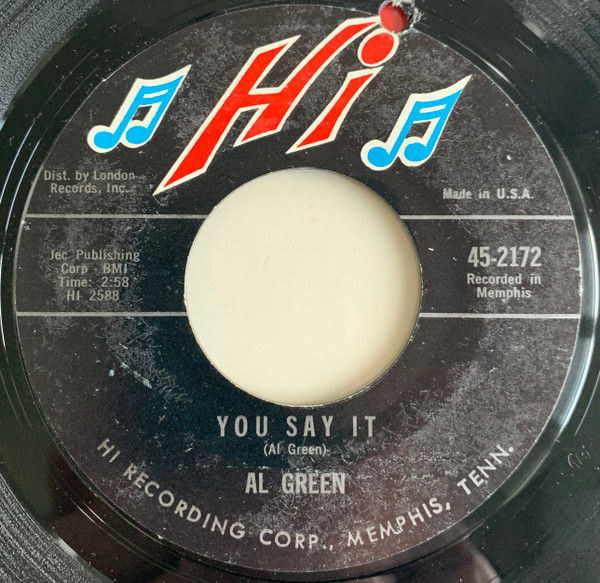 Hi
Dist. by London
Records, Inc.
Made in U.S.A.
Jec Publishing
Corp - BMI
Time: 2:58
HI 2588
45-2172
Recorded in
Memphis
YOU SAY IT
(Al Green)
AL GREEN
HI RECORDING CORP., MEMPHIS, TENN.